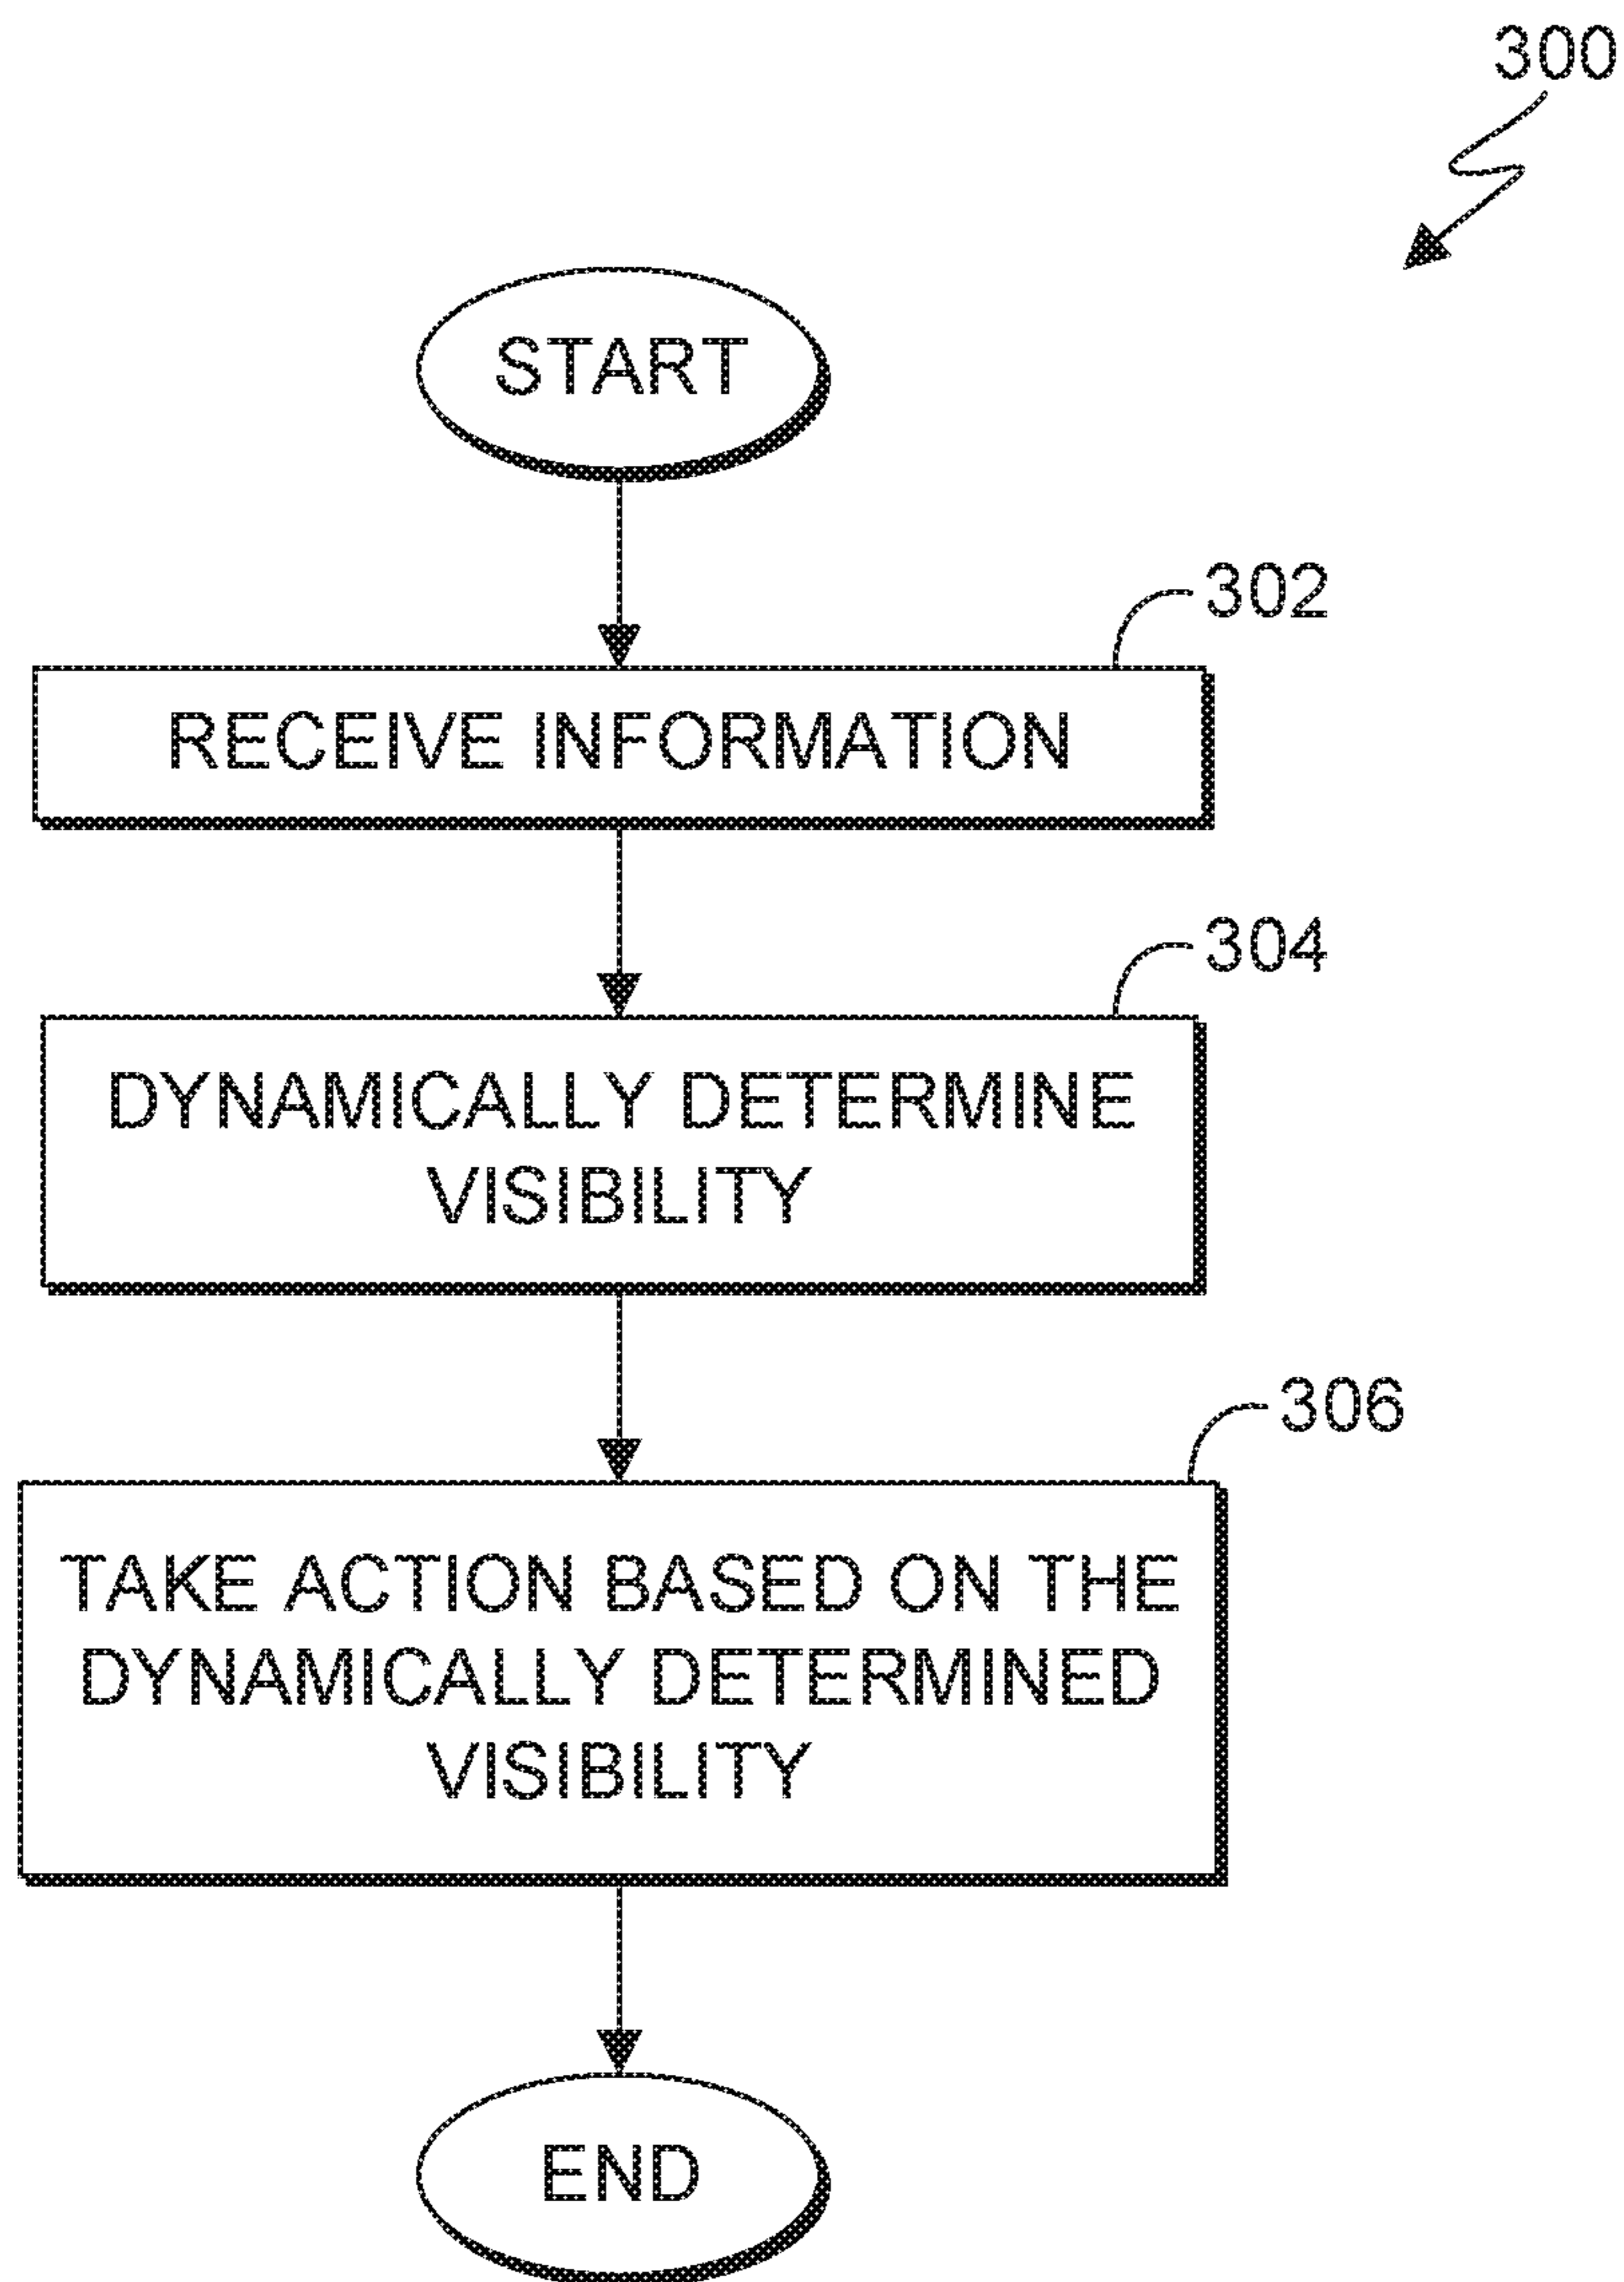 300
START
302
RECEIVE INFORMATION
304
DYNAMICALLY DETERMINE
VISIBILITY
306
TAKE ACTION BASED ON THE
DYNAMICALLY DETERMINED
VISIBILITY
END